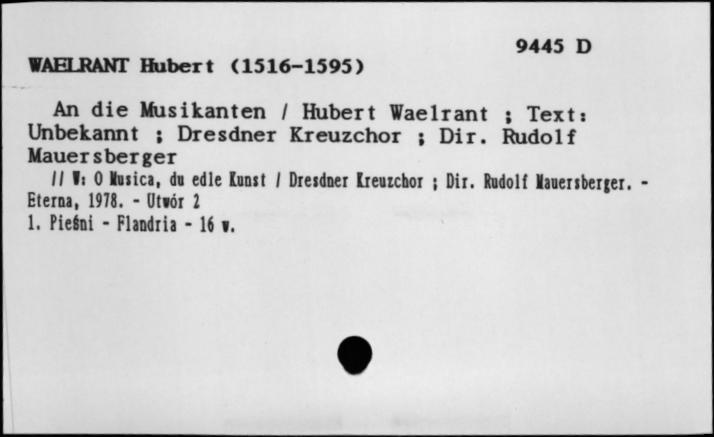 9445 D
WAELRANT Hubert (1516-1595)
An die Musikanten / Hubert Waelrant ; Text:
Unbekannt ; Dresdner Kreuzchor ; Dir. Rudolf
Mauersberger
// W: O Musica, du edle Kunst / Dresdner Kreuzchor ; Dir. Rudolf Mauersberger. -
Eterna, 1978. - Utwór 2
1. Pieśni - Flandria - 16 w.